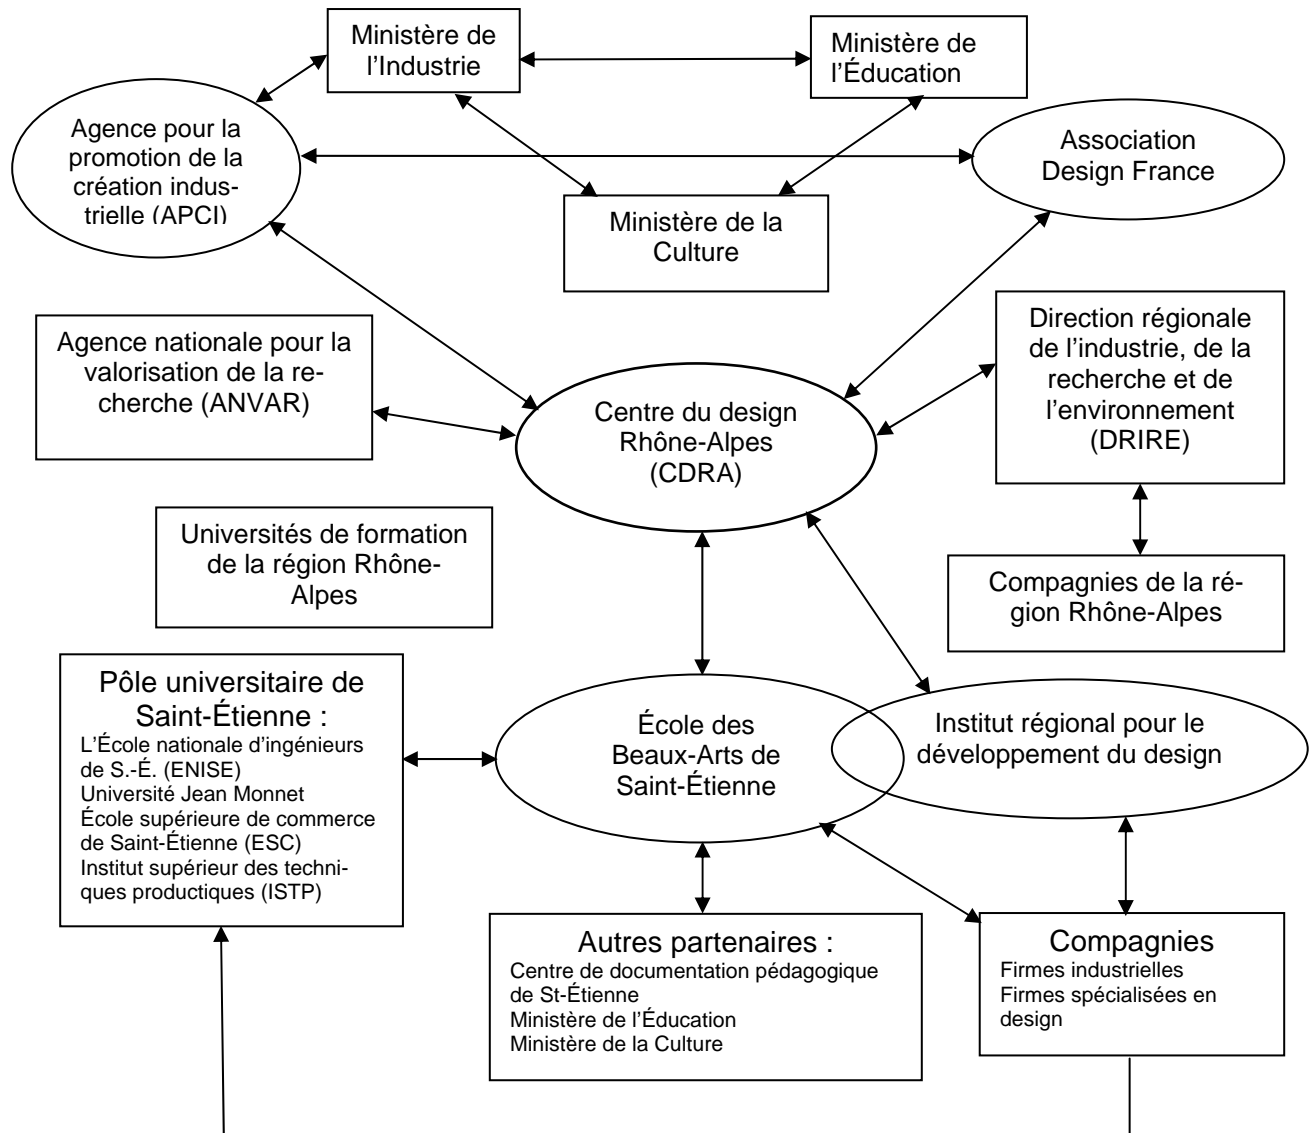 Ministère de
l'Industrie
Ministère de
l'Éducation
Agence pour la
promotion de la
création indus-
trielle (APCI)
Association
Design France
Ministère de la
Culture
Agence nationale pour la
valorisation de la re-
cherche (ANVAR)
Centre du design
Rhône-Alpes
(CDRA)
Direction régionale
de l'industrie, de la
recherche et de
l'environnement
(DRIRE)
Universités de formation
de la région Rhône-
Alpes
Compagnies de la ré-
gion Rhône-Alpes
Pôle universitaire de
Saint-Étienne :
L'École nationale d'ingénieurs
de S.-É. (ENISE)
Université Jean Monnet
École supérieure de commerce
de Saint-Étienne (ESC)
Institut supérieur des techni-
ques productiques (ISTP)
École des
Beaux-Arts de
Saint-Étienne
Institut régional pour le
développement du design
Autres partenaires :
Centre de documentation pédagogique
de St-Étienne
Ministère de l'Éducation
Ministère de la Culture
Compagnies
Firmes industrielles
Firmes spécialisées en
design